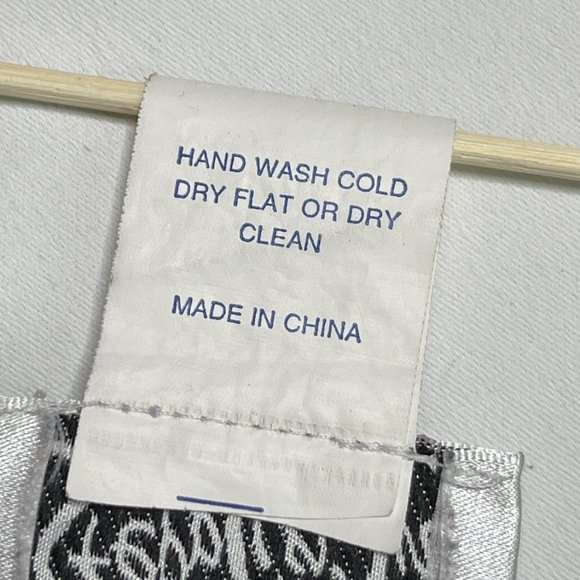 HAND WASH COLD
DRY FLAT OR DRY
CLEAN
MADE IN CHINA